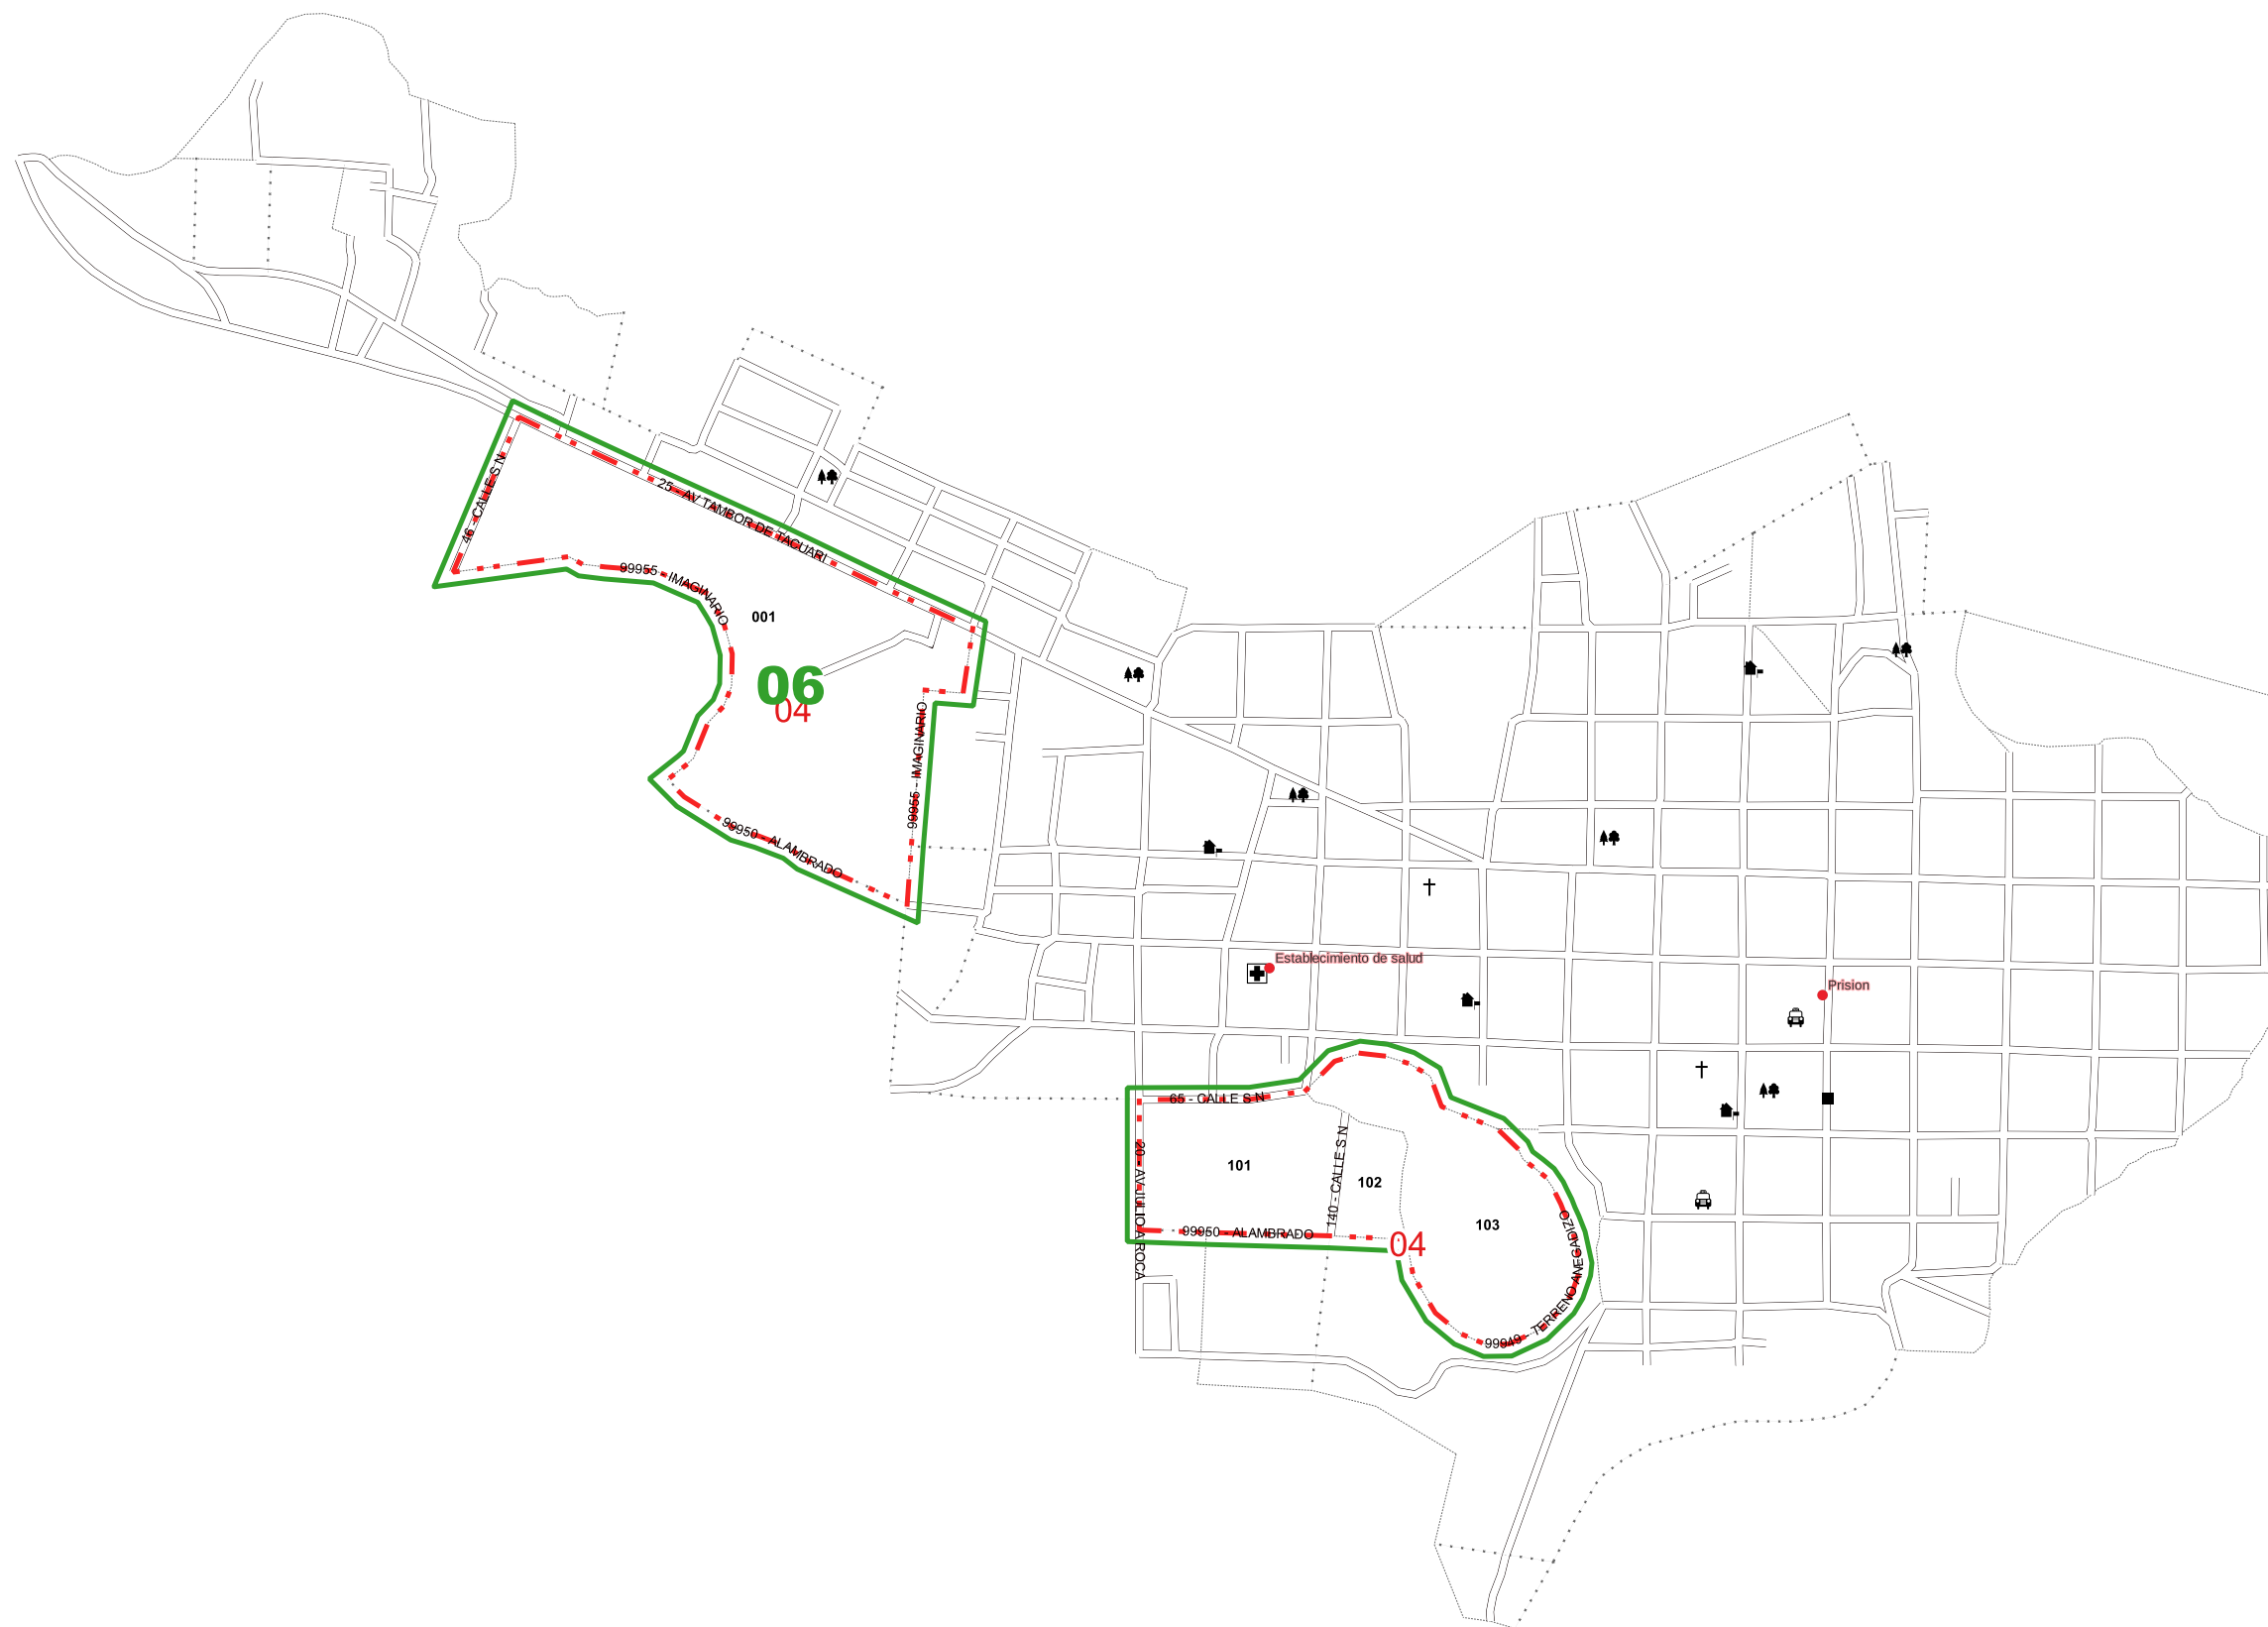 46 - CALLE S N
25 - AV TAMBOR DE TACUARI
99955 - IMAGINARIO
001
06
04
99955 - IMAGINARIO
99950 - ALAMBRADO
Establecimiento de salud
Prision
65 - CALLE S N
20 - AV JULIO A ROCA
101
140 - CALLE S N
102
103
99950 - ALAMBRADO
04
99949 - TERRENO ANEGADIZO